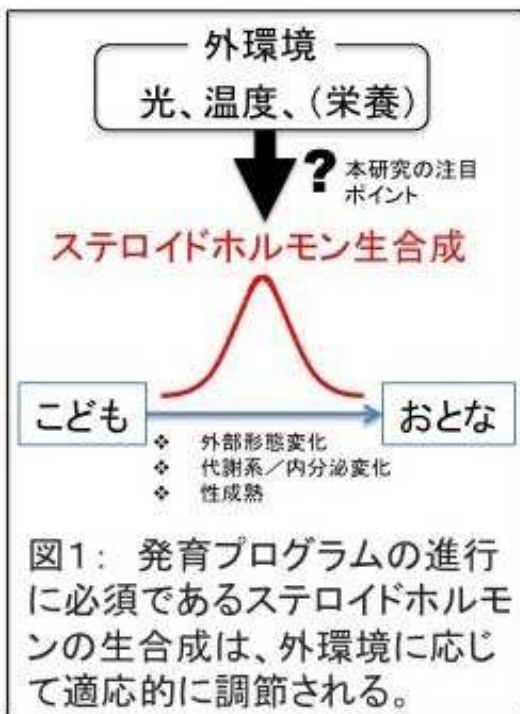 外環境
光、温度、(栄養)
? 本研究の注目
ポイント
ステロイドホルモン生合成
こども
おとな
❖ 外部形態変化
❖ 代謝系／内分泌変化
❖ 性成熟
図1： 発育プログラムの進行
に必須であるステロイドホルモ
ンの生合成は、外環境に応じ
て適応的に調節される。